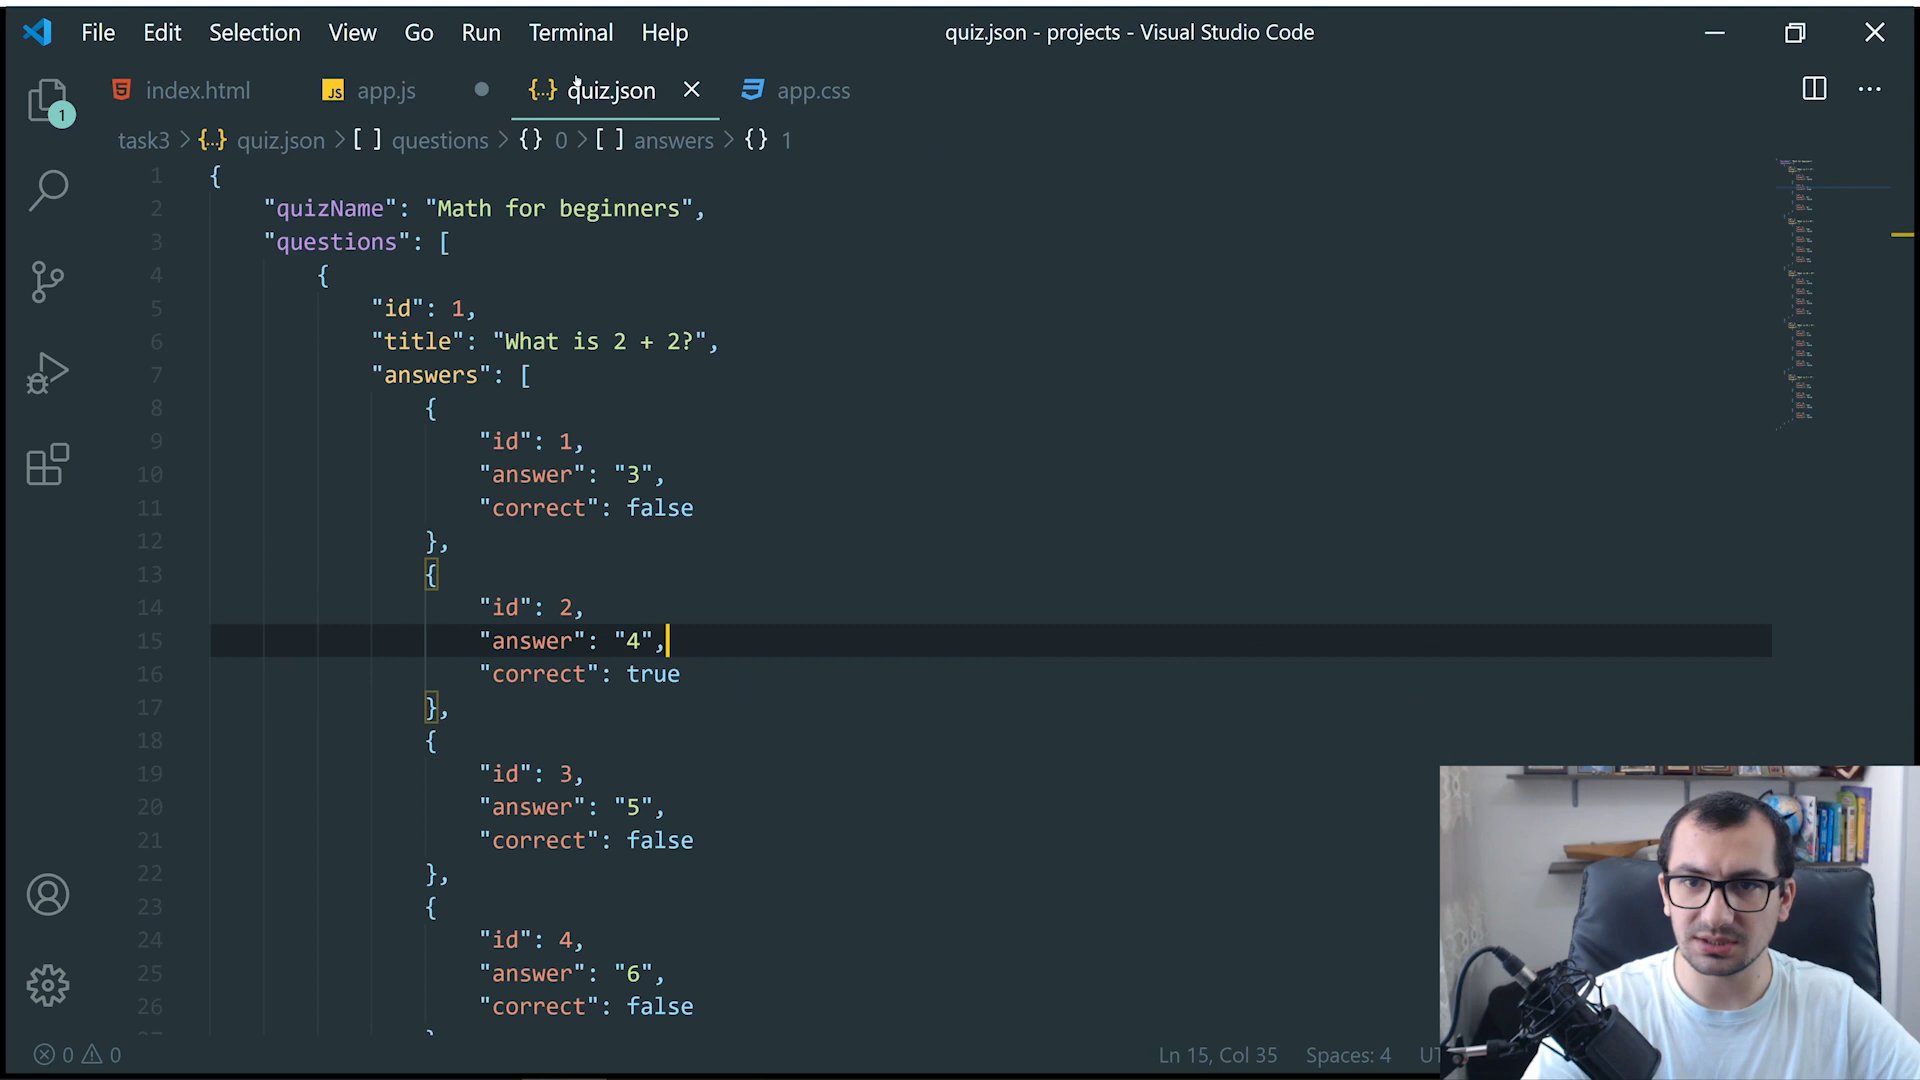 File Edit Selection View Go Run Terminal Help quiz.json - projects - Visual Studio Code
index.html JS app.js {..} quiz.json app.css
1
task3 > {..} quiz.json > [ ] questions > {} 0 > [ ] answers > {} 1
1 {
2 "quizName": "Math for beginners",
3 "questions": [
4 {
5 "id": 1,
6 "title": "What is 2 + 2?",
7 "answers": [
8 {
9 "id": 1,
10 "answer": "3",
11 "correct": false
12 },
13 {
14 "id": 2,
15 "answer": "4",
16 "correct": true
17 },
18 {
19 "id": 3,
20 "answer": "5",
21 "correct": false
22 },
23 {
24 "id": 4,
25 "answer": "6",
26 "correct": false
0 0 Ln 15, Col 35 Spaces: 4